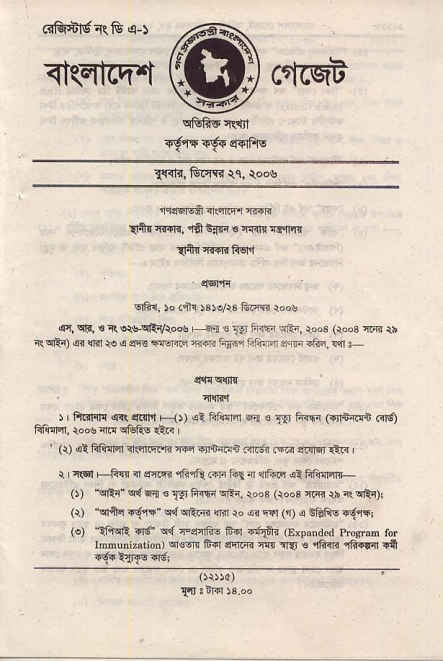 রেজিস্টার্ড নং ডি এ-১
গণপ্রজাতন্ত্রী বাংলাদেশ
সরকার
বাংলাদেশ গেজেট
অতিরিক্ত সংখ্যা
কর্তৃপক্ষ কর্তৃক প্রকাশিত
বুধবার, ডিসেম্বর ২৭, ২০০৬
গণপ্রজাতন্ত্রী বাংলাদেশ সরকার
স্থানীয় সরকার, পল্লী উন্নয়ন ও সমবায় মন্ত্রণালয়
স্থানীয় সরকার বিভাগ
প্রজ্ঞাপন
তারিখ, ১০ পৌষ ১৪১৩/২৪ ডিসেম্বর ২০০৬
এস, আর, ও নং ৩২৬-আইন/২০০৬।—জন্ম ও মৃত্যু নিবন্ধন আইন, ২০০৪ (২০০৪ সনের ২৯
নং আইন) এর ধারা ২৩ এ প্রদত্ত ক্ষমতাবলে সরকার নিম্নরূপ বিধিমালা প্রণয়ন করিল, যথা ঃ—
প্রথম অধ্যায়
সাধারণ
১। শিরোনাম এবং প্রয়োগ।—(১) এই বিধিমালা জন্ম ও মৃত্যু নিবন্ধন (ক্যান্টনমেন্ট বোর্ড)
বিধিমালা, ২০০৬ নামে অভিহিত হইবে।
(২) এই বিধিমালা বাংলাদেশের সকল ক্যান্টনমেন্ট বোর্ডের ক্ষেত্রে প্রযোজ্য হইবে।
২। সংজ্ঞা।—বিষয় বা প্রসঙ্গের পরিপন্থি কোন কিছু না থাকিলে এই বিধিমালায়—
(১) “আইন” অর্থ জন্ম ও মৃত্যু নিবন্ধন আইন, ২০০৪ (২০০৪ সনের ২৯ নং আইন);
(২) “আপীল কর্তৃপক্ষ” অর্থ আইনের ধারা ২০ এর দফা (গ) এ উল্লিখিত কর্তৃপক্ষ;
(৩) “ইপিআই কার্ড” অর্থ সম্প্রসারিত টিকা কর্মসূচীর (Expanded Program for
Immunization) আওতায় টিকা প্রদানের সময় স্বাস্থ্য ও পরিবার পরিকল্পনা কর্মী
কর্তৃক ইস্যুকৃত কার্ড;
(১২১১৫)
মূল্য ঃ টাকা ১৪.০০